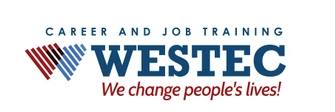 CAREER AND JOB TRAINING
WESTEC
We change people's lives!